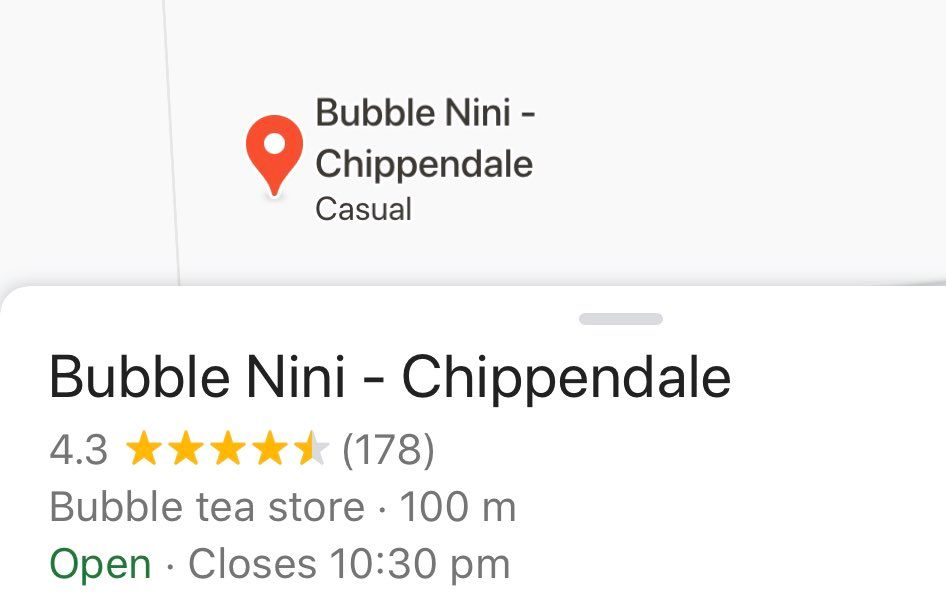 Bubble Nini -
Chippendale
Casual
Bubble Nini - Chippendale
4.3 (178)
Bubble tea store · 100 m
Open · Closes 10:30 pm